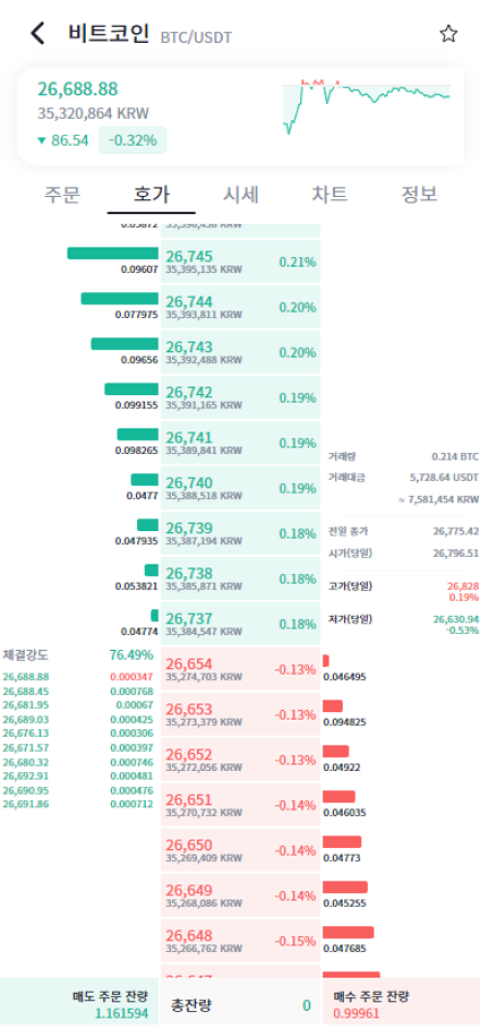 비트코인 BTC/USDT
26,688.88
35,320,864 KRW
▼ 86.54 -0.32%
주문 호가 시세 차트 정보
26,745 0.21%
0.09607 35,395,135 KRW
26,744 0.20%
0.077975 35,393,811 KRW
26,743 0.20%
0.09656 35,392,488 KRW
26,742 0.19%
0.099155 35,391,165 KRW
26,741 0.19%
0.098265 35,389,841 KRW
26,740 0.19%
0.0477 35,388,518 KRW
26,739 0.18%
0.047935 35,387,194 KRW
26,738 0.18%
0.053821 35,385,871 KRW
26,737 0.18%
0.04774 35,384,547 KRW
거래량 0.214 BTC
거래대금 5,728.64 USDT
≈ 7,581,454 KRW
전일 종가 26,775.42
시가(당일) 26,796.51
고가(당일) 26,828
0.19%
저가(당일) 26,630.94
-0.53%
체결강도 76.49%
26,688.88 0.000347
26,688.45 0.000768
26,681.95 0.00067
26,689.03 0.000425
26,676.13 0.000306
26,671.57 0.000397
26,680.32 0.000746
26,692.91 0.000481
26,690.95 0.000476
26,691.86 0.000712
26,654 -0.13%
35,274,703 KRW 0.046495
26,653 -0.13%
35,273,379 KRW 0.094825
26,652 -0.13%
35,272,056 KRW 0.04922
26,651 -0.14%
35,270,732 KRW 0.046035
26,650 -0.14%
35,269,409 KRW 0.04773
26,649 -0.14%
35,268,086 KRW 0.045255
26,648 -0.15%
35,266,762 KRW 0.047685
매도 주문 잔량
1.161594
총잔량 0
매수 주문 잔량
0.99961